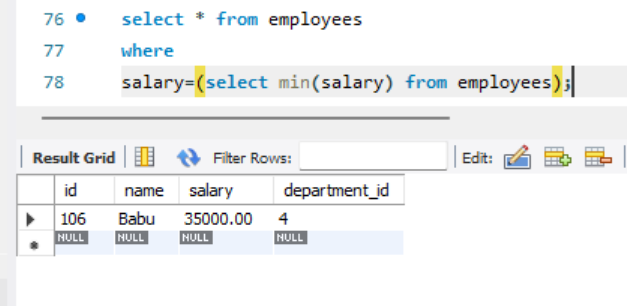 76 select * from employees
77 where
78 salary=(select min(salary) from employees);
Result Grid Filter Rows: Edit:
id name salary department_id
106 Babu 35000.00 4
NULL NULL NULL NULL